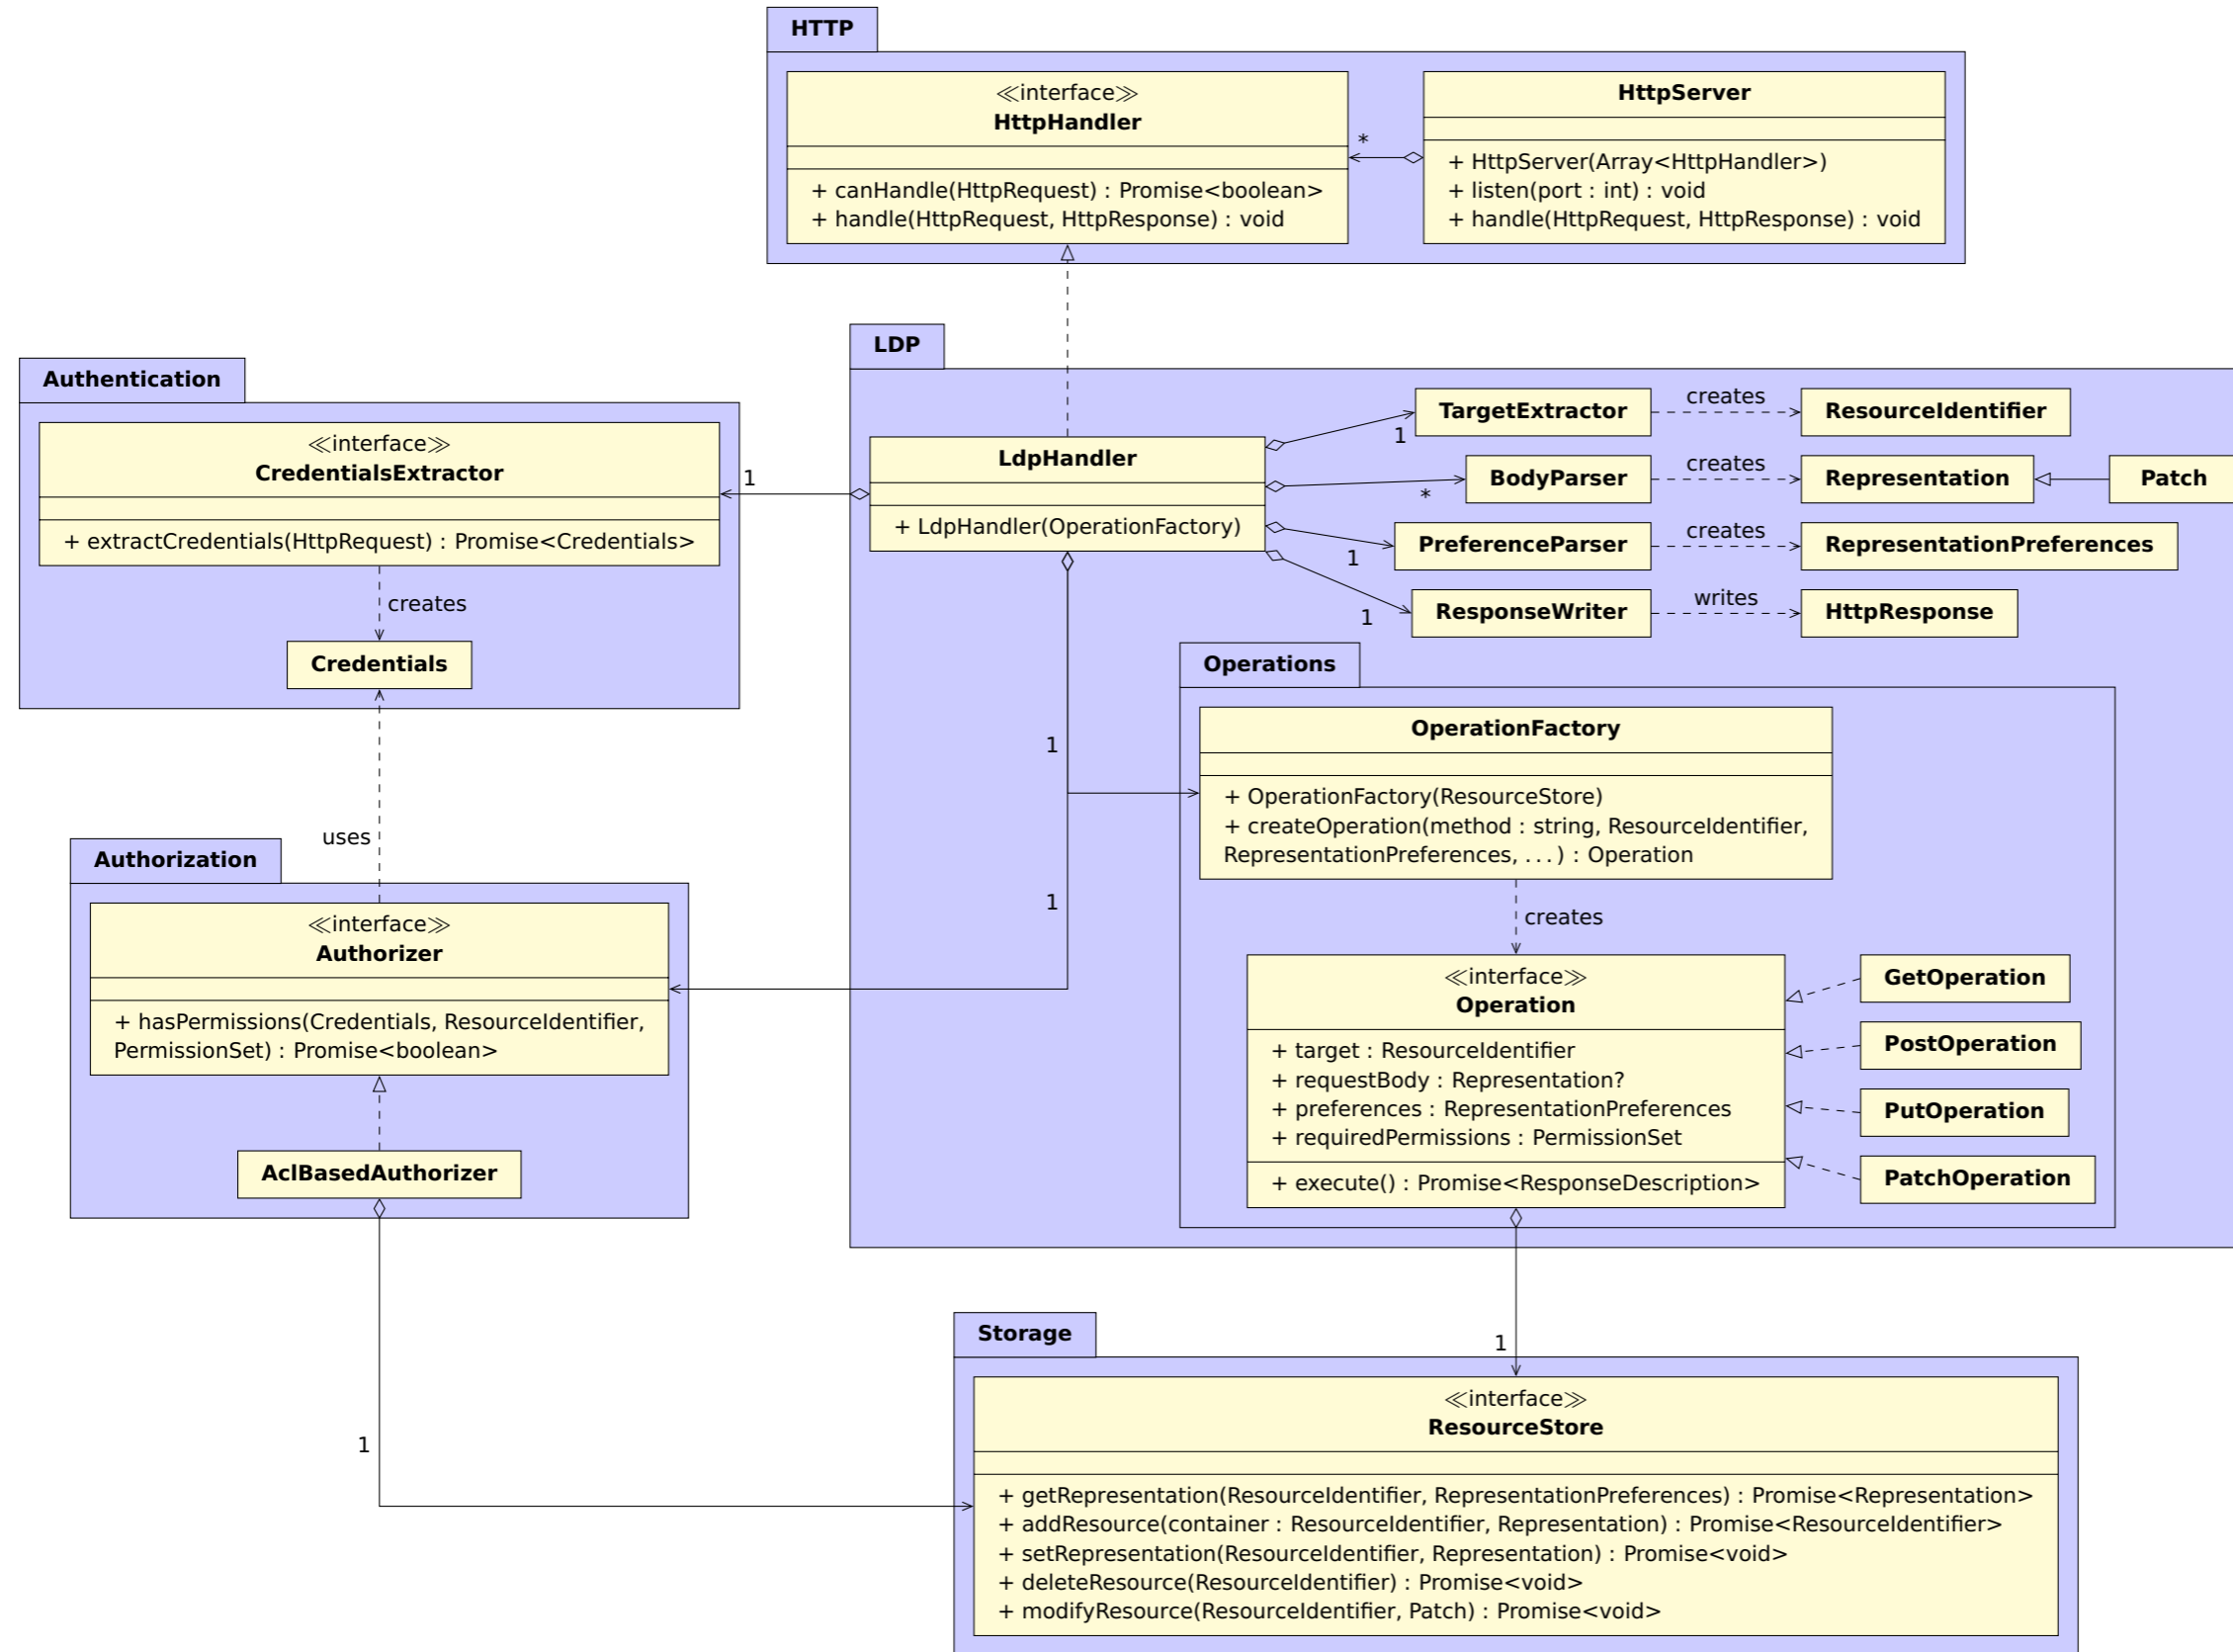 HTTP
≪interface≫
HttpHandler
+ canHandle(HttpRequest) : Promise<boolean>
+ handle(HttpRequest, HttpResponse) : void
*
HttpServer
+ HttpServer(Array<HttpHandler>)
+ listen(port : int) : void
+ handle(HttpRequest, HttpResponse) : void
Authentication
≪interface≫
CredentialsExtractor
+ extractCredentials(HttpRequest) : Promise<Credentials>
creates
Credentials
1
LDP
LdpHandler
+ LdpHandler(OperationFactory)
1
TargetExtractor
creates
ResourceIdentifier
*
BodyParser
creates
Representation
Patch
1
PreferenceParser
creates
RepresentationPreferences
1
ResponseWriter
writes
HttpResponse
Operations
OperationFactory
+ OperationFactory(ResourceStore)
+ createOperation(method : string, ResourceIdentifier,
RepresentationPreferences, ...) : Operation
1
1
creates
≪interface≫
Operation
+ target : ResourceIdentifier
+ requestBody : Representation?
+ preferences : RepresentationPreferences
+ requiredPermissions : PermissionSet
+ execute() : Promise<ResponseDescription>
GetOperation
PostOperation
PutOperation
PatchOperation
uses
Authorization
≪interface≫
Authorizer
+ hasPermissions(Credentials, ResourceIdentifier,
PermissionSet) : Promise<boolean>
AclBasedAuthorizer
1
1
Storage
≪interface≫
ResourceStore
+ getRepresentation(ResourceIdentifier, RepresentationPreferences) : Promise<Representation>
+ addResource(container : ResourceIdentifier, Representation) : Promise<ResourceIdentifier>
+ setRepresentation(ResourceIdentifier, Representation) : Promise<void>
+ deleteResource(ResourceIdentifier) : Promise<void>
+ modifyResource(ResourceIdentifier, Patch) : Promise<void>